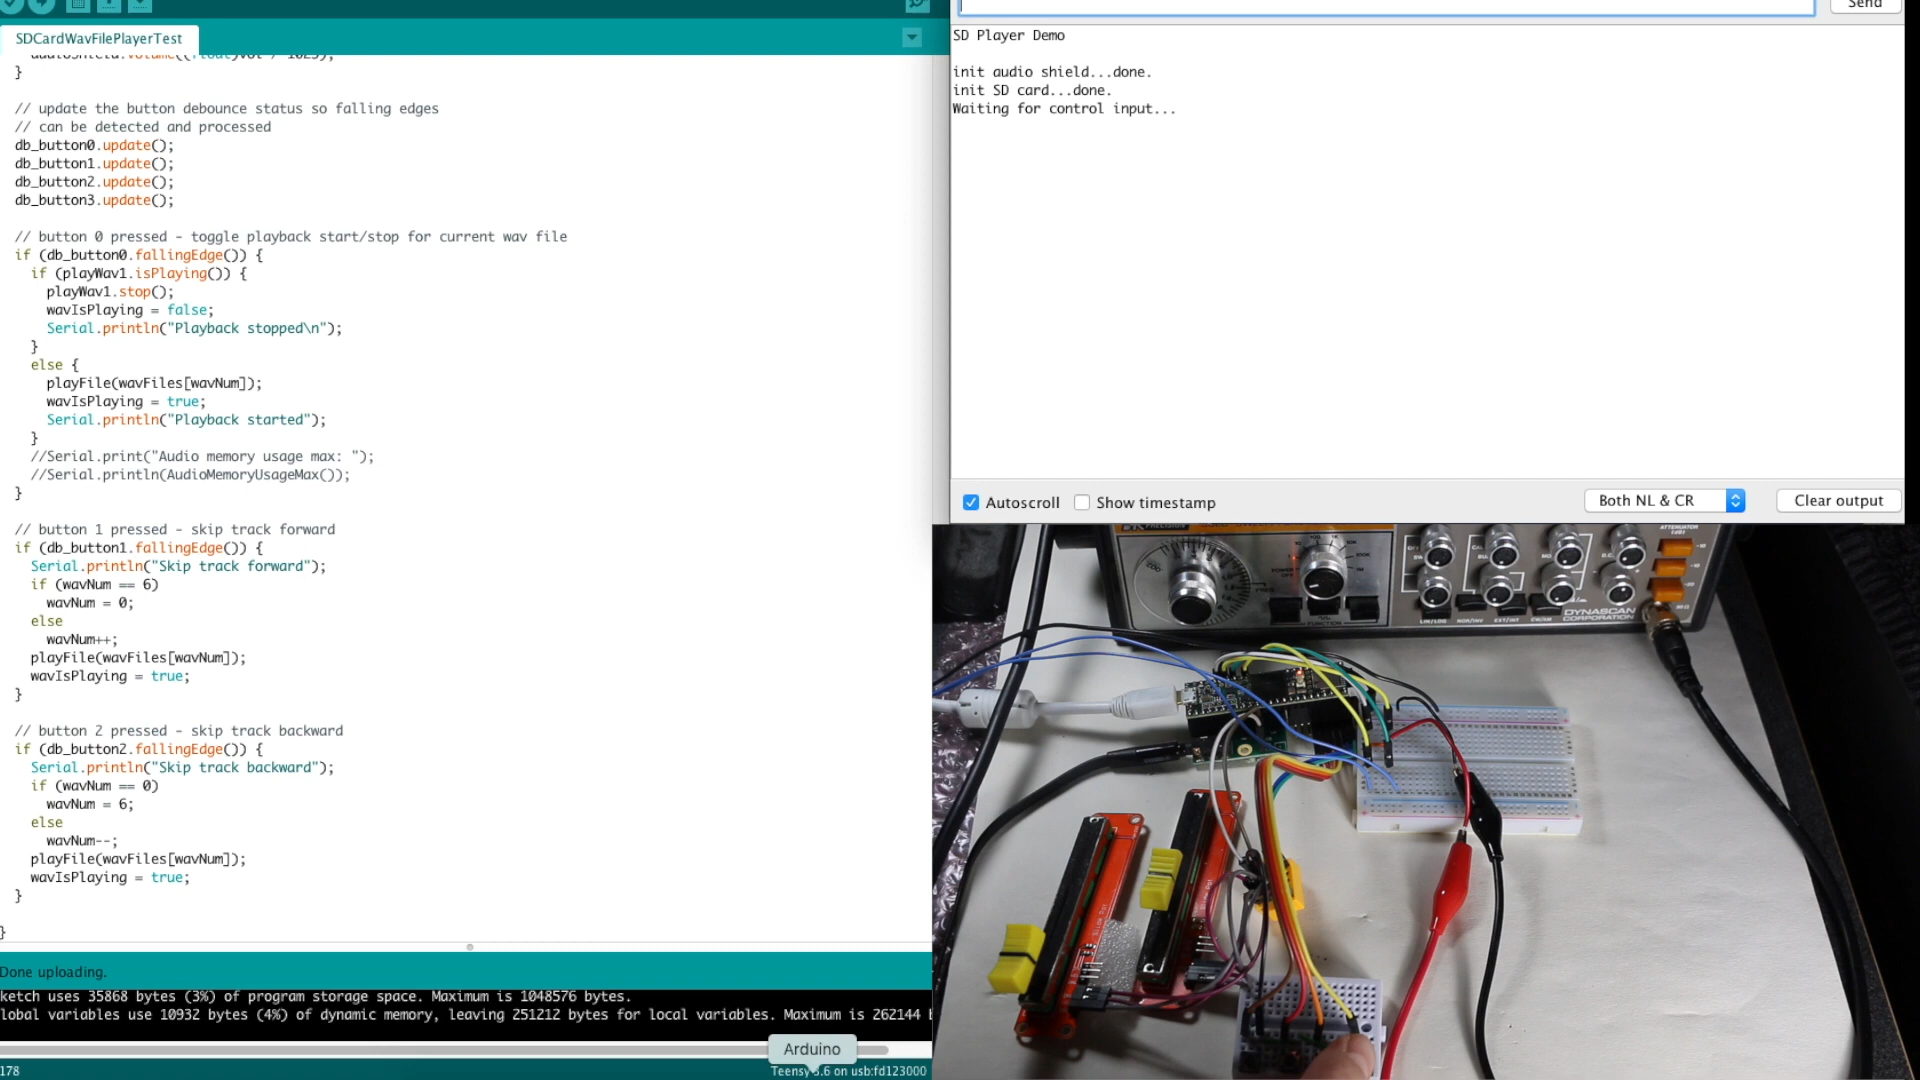 SDCardWavFilePlayerTest
}
// update the button debounce status so falling edges
// can be detected and processed
db_button0.update();
db_button1.update();
db_button2.update();
db_button3.update();
// button 0 pressed - toggle playback start/stop for current wav file
if (db_button0.fallingEdge()) {
if (playWav1.isPlaying()) {
playWav1.stop();
wavIsPlaying = false;
Serial.println("Playback stopped\n");
}
else {
playFile(wavFiles[wavNum]);
wavIsPlaying = true;
Serial.println("Playback started");
}
//Serial.print("Audio memory usage max: ");
//Serial.println(AudioMemoryUsageMax());
}
// button 1 pressed - skip track forward
if (db_button1.fallingEdge()) {
Serial.println("Skip track forward");
if (wavNum == 6)
wavNum = 0;
else
wavNum++;
playFile(wavFiles[wavNum]);
wavIsPlaying = true;
}
// button 2 pressed - skip track backward
if (db_button2.fallingEdge()) {
Serial.println("Skip track backward");
if (wavNum == 0)
wavNum = 6;
else
wavNum--;
playFile(wavFiles[wavNum]);
wavIsPlaying = true;
}
}
Done uploading.
ketch uses 35868 bytes (3%) of program storage space. Maximum is 1048576 bytes.
lobal variables use 10932 bytes (4%) of dynamic memory, leaving 251212 bytes for local variables. Maximum is 262144 b
Arduino
178
Teensy 3.6 on usb:fd123000
Send
SD Player Demo
init audio shield...done.
init SD card...done.
Waiting for control input...
Autoscroll
Show timestamp
Both NL & CR
Clear output
PRECISION
ATTENUATOR
FUNCTION
DYNASCAN
CORPORATION